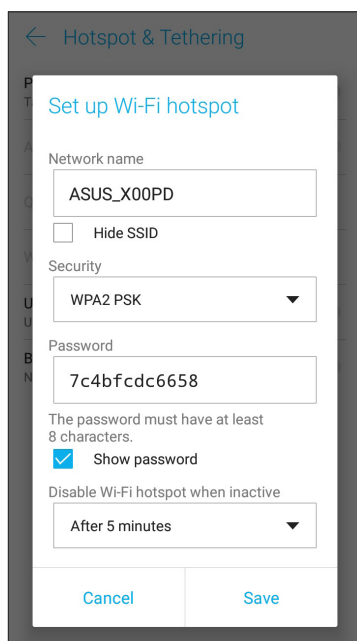 Hotspot & Tethering
Set up Wi-Fi hotspot
Network name
ASUS_X00PD
Hide SSID
Security
WPA2 PSK
Password
7c4bfcdc6658
The password must have at least
8 characters.
Show password
Disable Wi-Fi hotspot when inactive
After 5 minutes
Cancel
Save